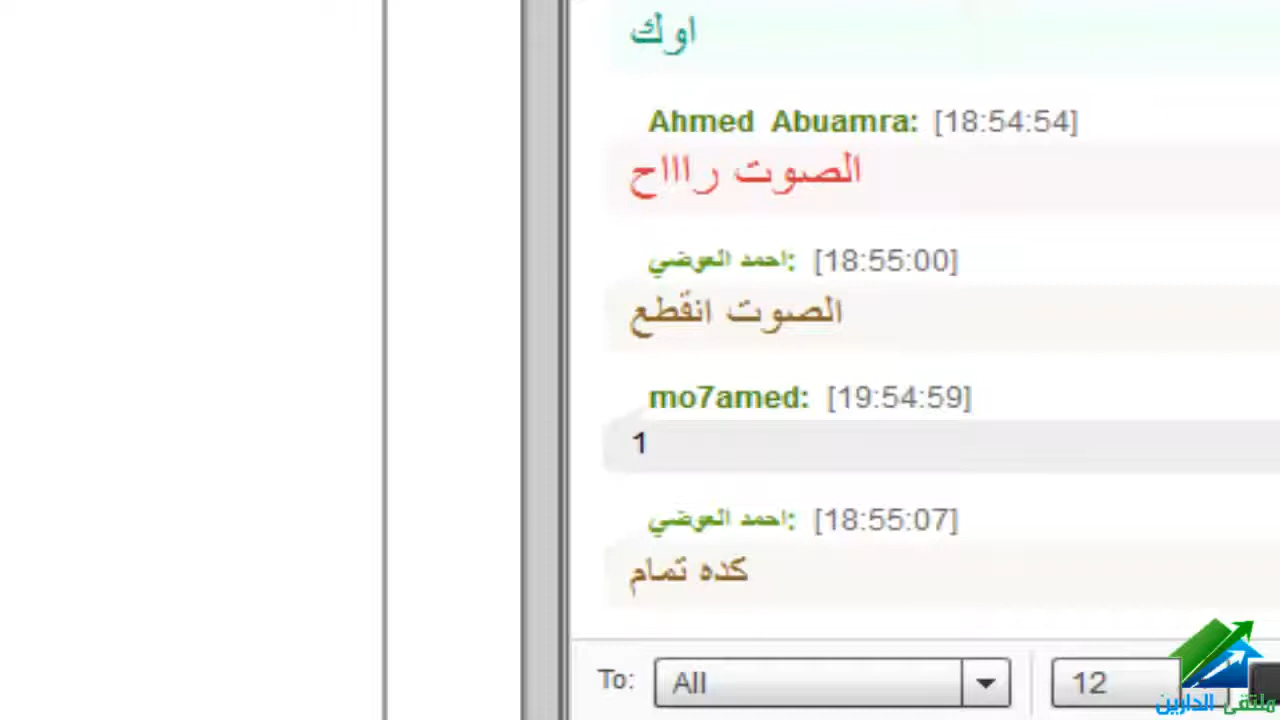 اوك
Ahmed Abuamra: [18:54:54]
الصوت رااااح
احمد العوضي: [18:55:00]
الصوت انقطع
mo7amed: [19:54:59]
1
احمد العوضي: [18:55:07]
كده تمام
To: All 12
ملتقى الدارين